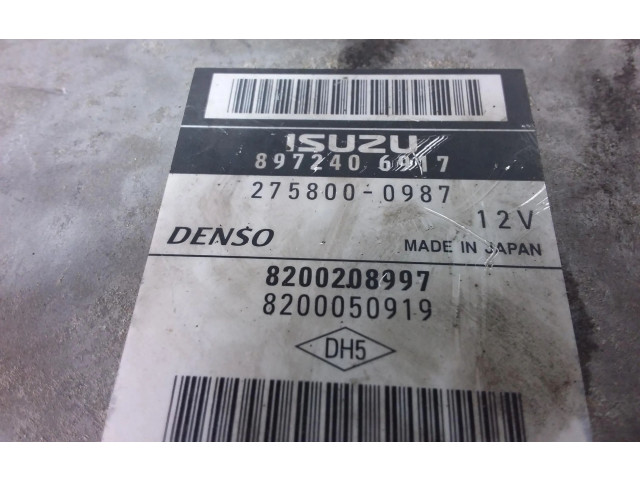 ISUZU
897240 6917
275800-0987
12V
DENSO
MADE IN JAPAN
8200208997
8200050919
DH5